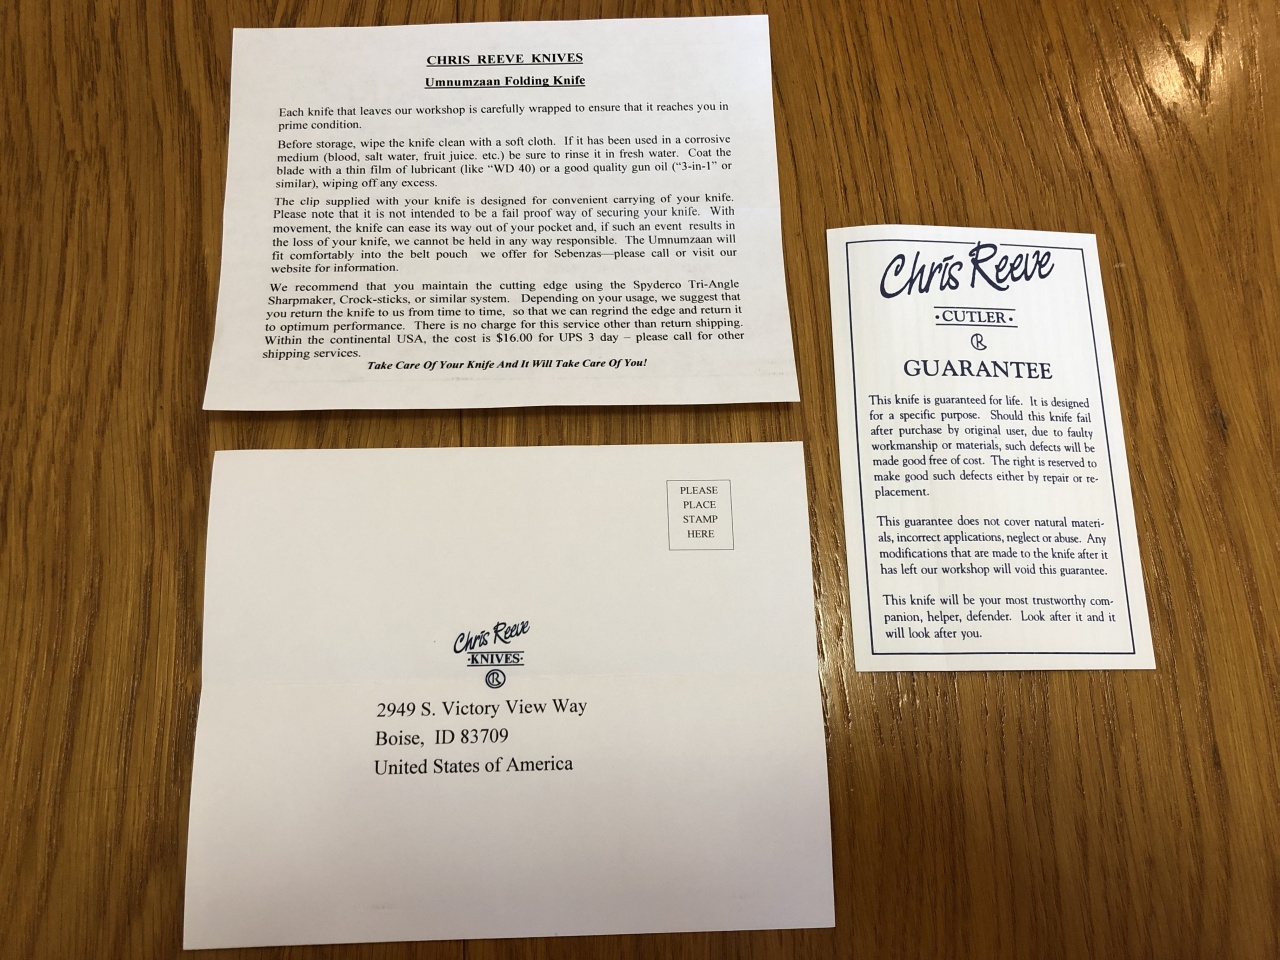 CHRIS REEVE KNIVES
Umnumzaan Folding Knife
Each knife that leaves our workshop is carefully wrapped to ensure that it reaches you in
prime condition.
Before storage, wipe the knife clean with a soft cloth. If it has been used in a corrosive
medium (blood, salt water, fruit juice. etc.) be sure to rinse it in fresh water. Coat the
blade with a thin film of lubricant (like “WD 40) or a good quality gun oil (“3-in-1” or
similar), wiping off any excess.
The clip supplied with your knife is designed for convenient carrying of your knife.
Please note that it is not intended to be a fail proof way of securing your knife. With
movement, the knife can ease its way out of your pocket and, if such an event results in
the loss of your knife, we cannot be held in any way responsible. The Umnumzaan will
fit comfortably into the belt pouch we offer for Sebenzas—please call or visit our
website for information.
We recommend that you maintain the cutting edge using the Spyderco Tri-Angle
Sharpmaker, Crock-sticks, or similar system. Depending on your usage, we suggest that
you return the knife to us from time to time, so that we can regrind the edge and return it
to optimum performance. There is no charge for this service other than return shipping.
Within the continental USA, the cost is $16.00 for UPS 3 day – please call for other
shipping services.
Take Care Of Your Knife And It Will Take Care Of You!
PLEASE
PLACE
STAMP
HERE
Chris Reeve
·KNIVES·
R
2949 S. Victory View Way
Boise, ID 83709
United States of America
Chris Reeve
·CUTLER·
R
GUARANTEE
This knife is guaranteed for life. It is designed
for a specific purpose. Should this knife fail
after purchase by original user, due to faulty
workmanship or materials, such defects will be
made good free of cost. The right is reserved to
make good such defects either by repair or re-
placement.
This guarantee does not cover natural materi-
als, incorrect applications, neglect or abuse. Any
modifications that are made to the knife after it
has left our workshop will void this guarantee.
This knife will be your most trustworthy com-
panion, helper, defender. Look after it and it
will look after you.